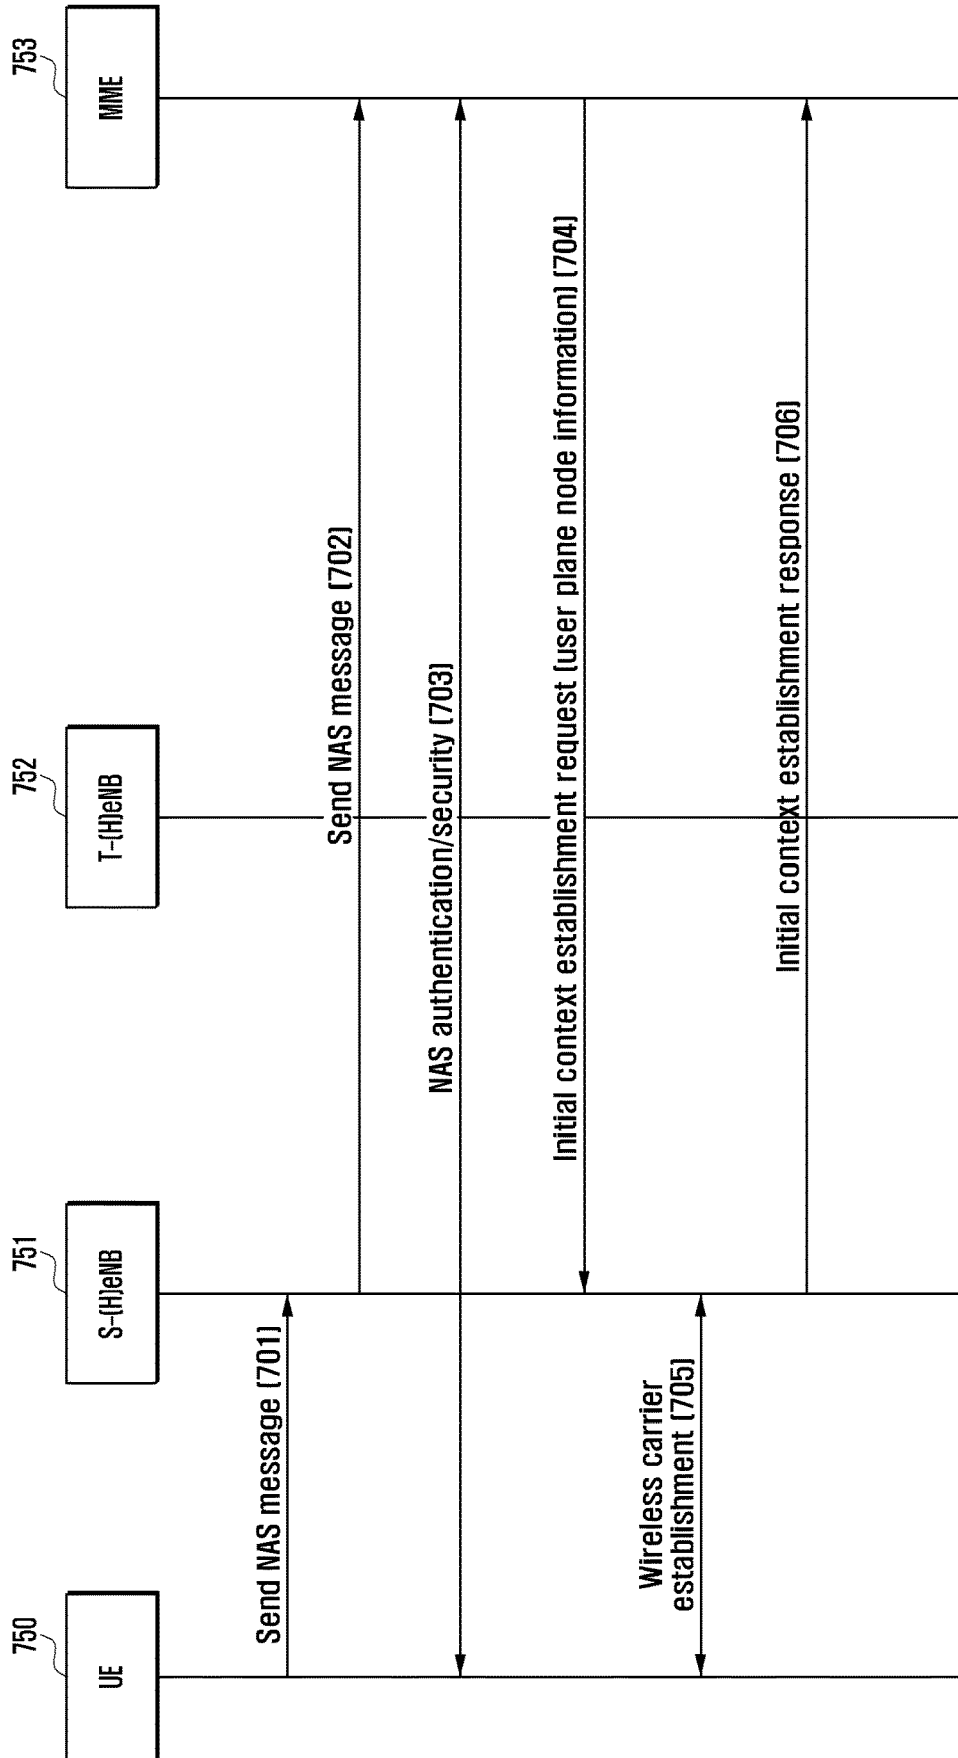 750
UE
751
S-(H)eNB
752
T-(H)eNB
753
MME
Send NAS message (701)
Send NAS message (702)
NAS authentication/security (703)
Initial context establishment request (user plane node information) (704)
Wireless carrier
establishment (705)
Initial context establishment response (706)